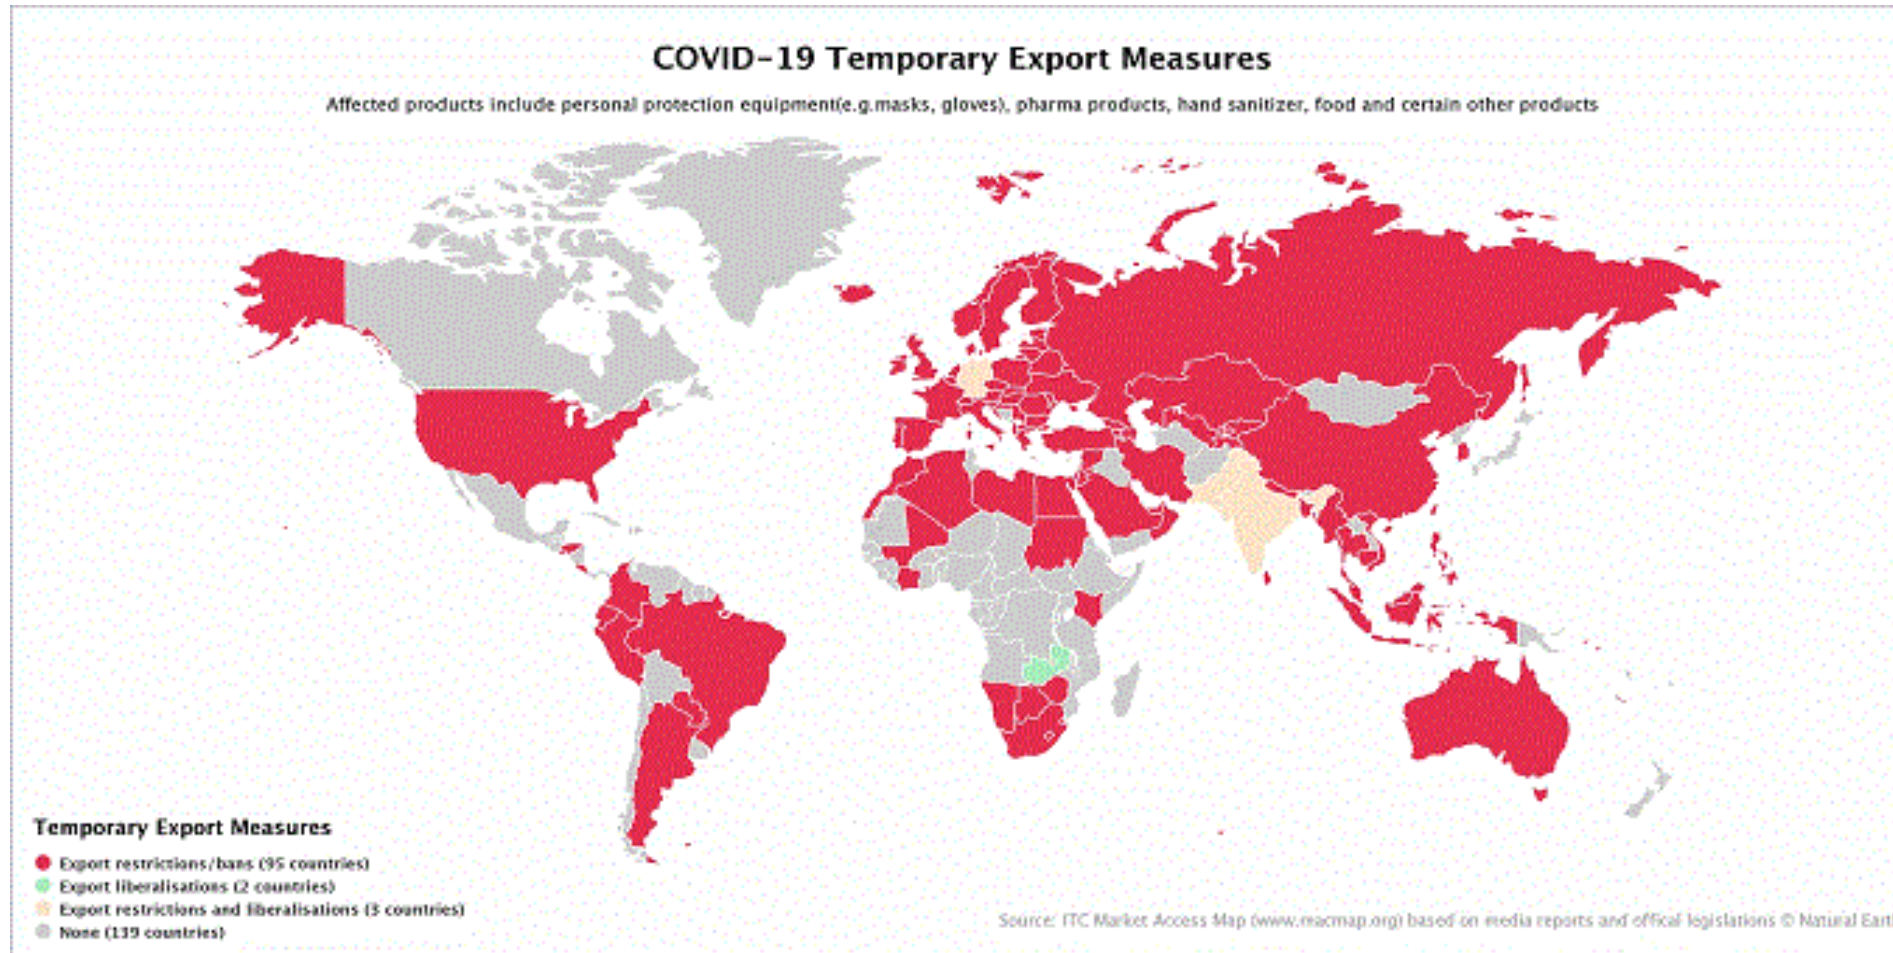 COVID-19 Temporary Export Measures
Affected products include personal protection equipment(e.g.masks, gloves), pharma products, hand sanitizer, food and certain other products
Temporary Export Measures
Export restrictions/bans (95 countries)
Export liberalisations (2 countries)
Export restrictions and liberalisations (3 countries)
None (139 countries)
Source: ITC Market Access Map (www.macmap.org) based on media reports and offical legislations © Natural Eart